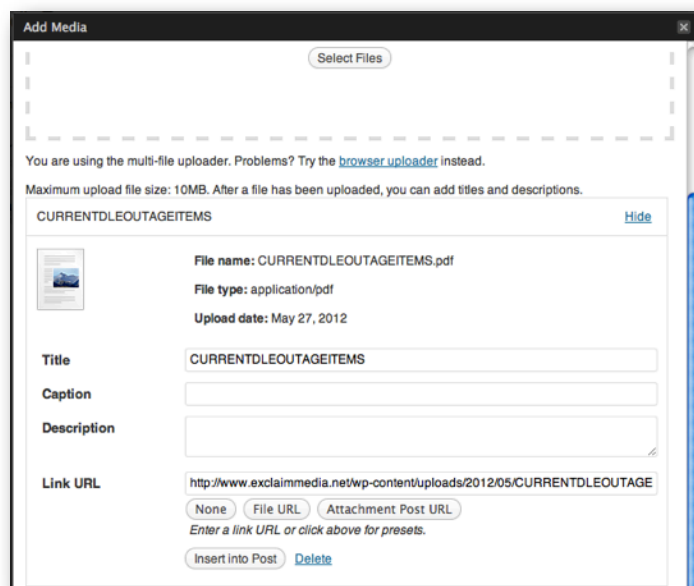 Add Media
Select Files
You are using the multi-file uploader. Problems? Try the browser uploader instead.
Maximum upload file size: 10MB. After a file has been uploaded, you can add titles and descriptions.
CURRENTDLEOUTAGEITEMS Hide
File name: CURRENTDLEOUTAGEITEMS.pdf
File type: application/pdf
Upload date: May 27, 2012
Title CURRENTDLEOUTAGEITEMS
Caption
Description
Link URL http://www.exclaimmedia.net/wp-content/uploads/2012/05/CURRENTDLEOUTAGE
None File URL Attachment Post URL
Enter a link URL or click above for presets.
Insert into Post Delete